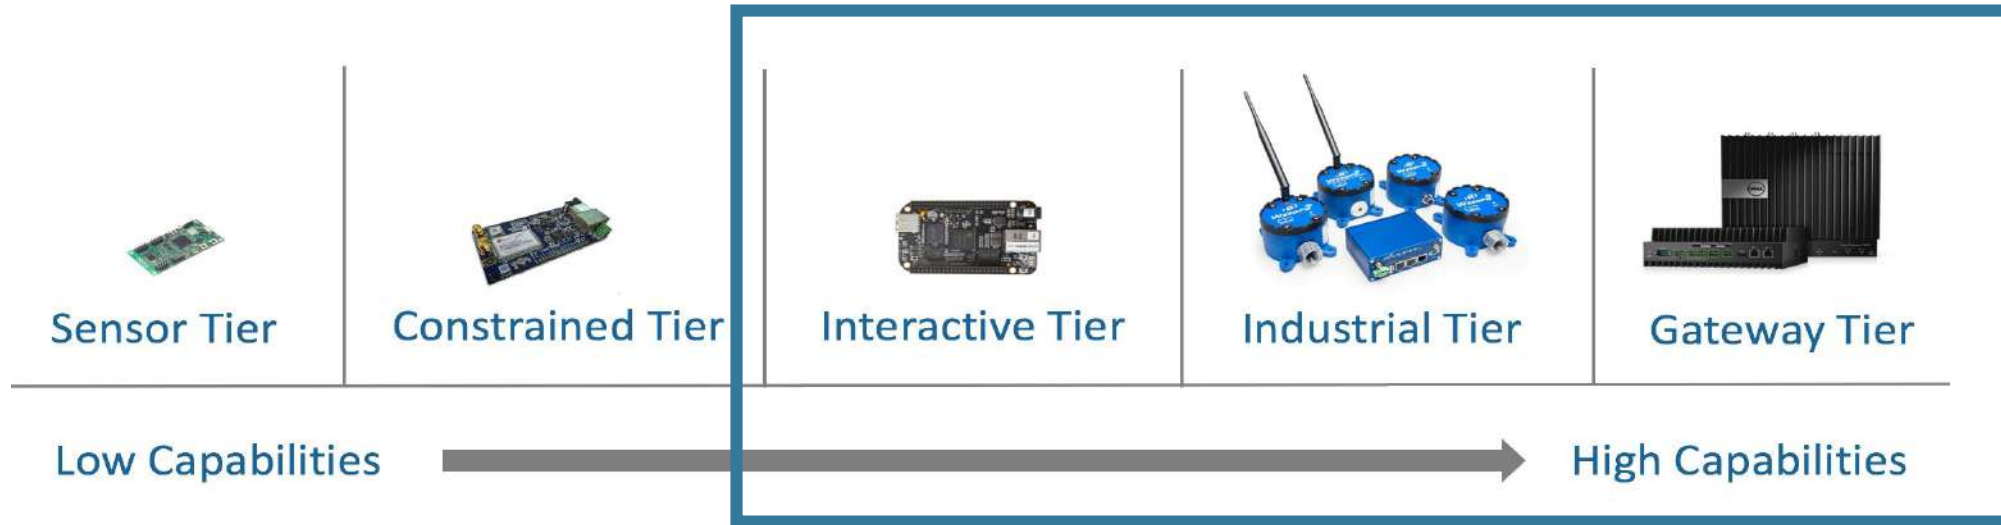 Sensor Tier
Constrained Tier
Interactive Tier
Industrial Tier
Gateway Tier
Low Capabilities
High Capabilities